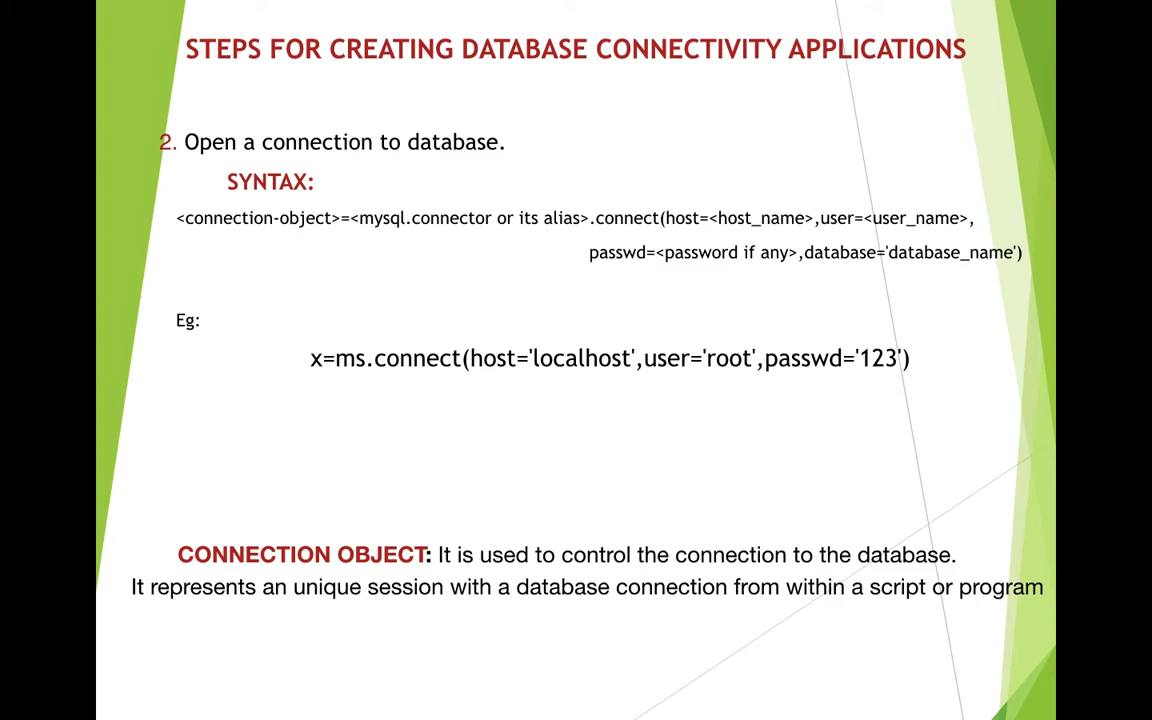 STEPS FOR CREATING DATABASE CONNECTIVITY APPLICATIONS
2. Open a connection to database.
SYNTAX:
<connection-object>=<mysql.connector or its alias>.connect(host=<host_name>,user=<user_name>,
passwd=<password if any>,database='database_name')
Eg:
x=ms.connect(host='localhost',user='root',passwd='123')
CONNECTION OBJECT: It is used to control the connection to the database.
It represents an unique session with a database connection from within a script or program